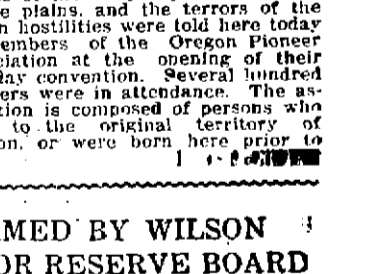 e plains, and the terrors of the
n hostilities were told here today
embers of the Oregon Pioneer
ciation at the opening of their
day convention. Several hundred
ers were in attendance. The as-
tion is composed of persons who
to the original territory of
on, or were born here prior to
AMED BY WILSON
OR RESERVE BOARD